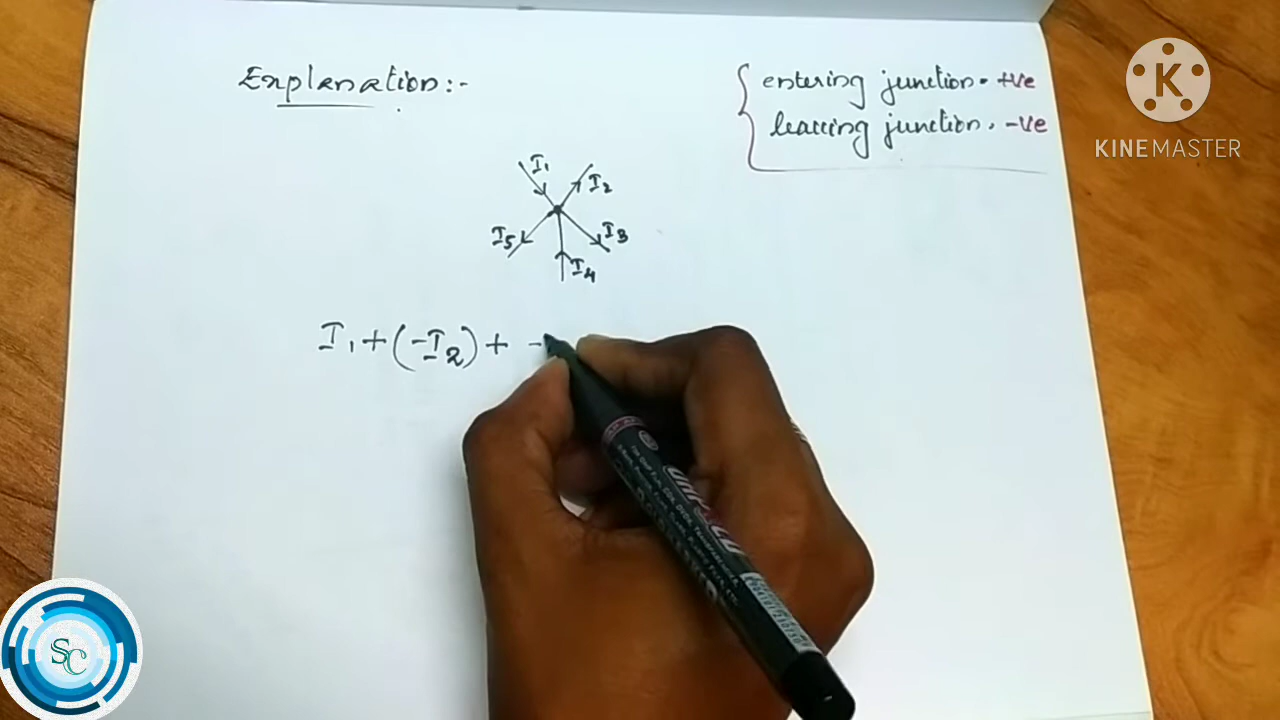 Explanation:-
entering junction - +ve
leaving junction - -ve
KINEMASTER
I1
I2
I5
I3
I4
I1 + (-I2) + -
SC